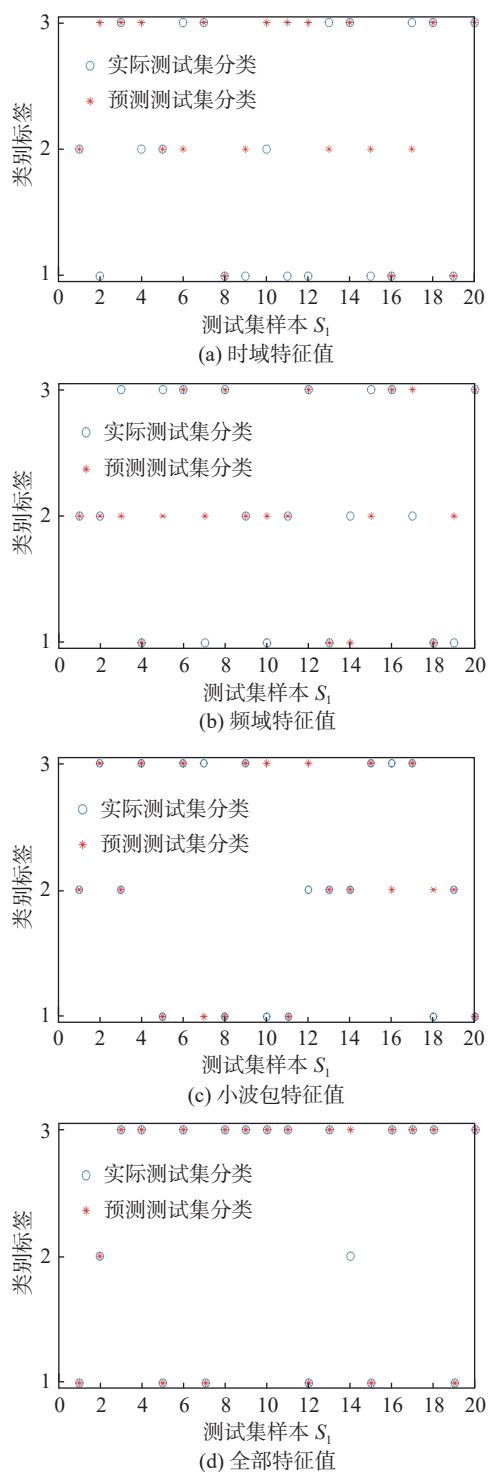 3
实际测试集分类
预测测试集分类
类别标签
2
1
0 2 4 6 8 10 12 14 16 18 20
测试集样本 S₁
(a) 时域特征值
3
实际测试集分类
预测测试集分类
类别标签
2
1
0 2 4 6 8 10 12 14 16 18 20
测试集样本 S₁
(b) 频域特征值
3
实际测试集分类
预测测试集分类
类别标签
2
1
0 2 4 6 8 10 12 14 16 18 20
测试集样本 S₁
(c) 小波包特征值
3
实际测试集分类
预测测试集分类
类别标签
2
1
0 2 4 6 8 10 12 14 16 18 20
测试集样本 S₁
(d) 全部特征值